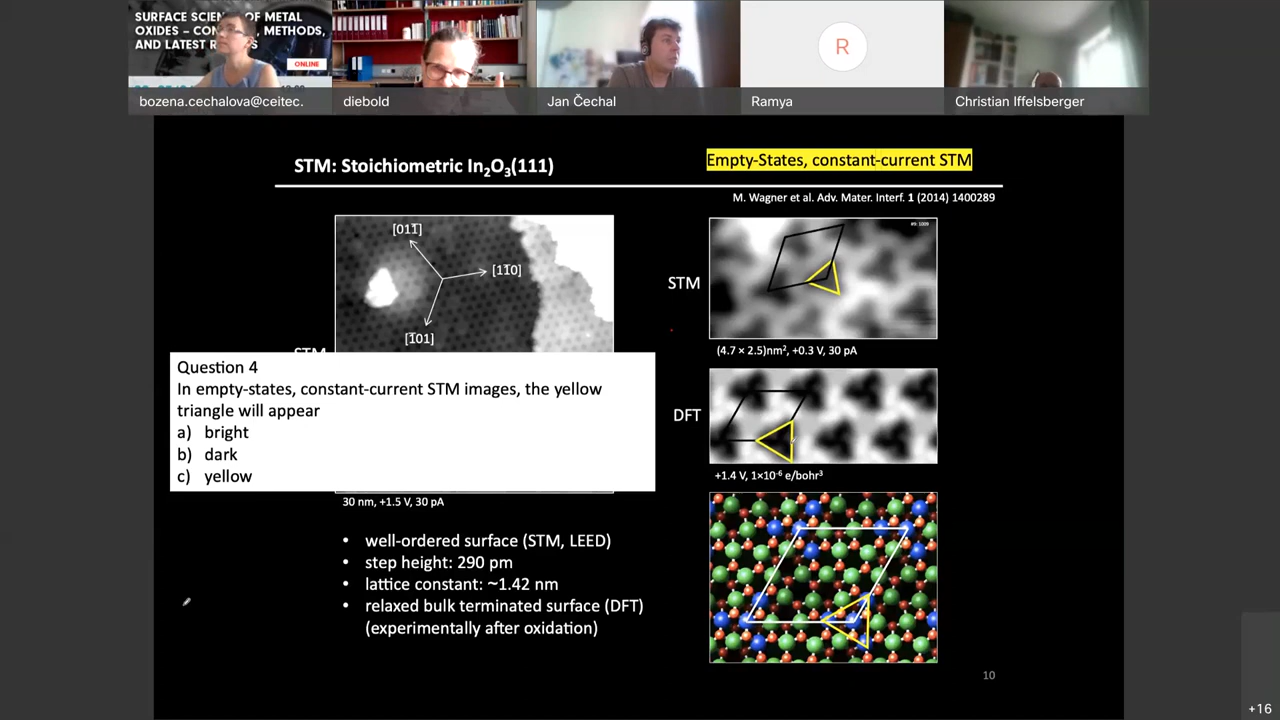 SURFACE SCIEN OF METAL
OXIDES – CON , METHODS,
AND LATEST R S
ONLINE
R
bozena.cechalova@ceitec.
diebold
Jan Čechal
Ramya
Christian Iffelsberger
STM: Stoichiometric In₂O₃(111)
Empty-States, constant-current STM
M. Wagner et al. Adv. Mater. Interf. 1 (2014) 1400289
[011̅]
[11̅0]
[1̅01]
STM
STM
(4.7 × 2.5)nm², +0.3 V, 30 pA
Question 4
In empty-states, constant-current STM images, the yellow
triangle will appear
a) bright
b) dark
c) yellow
DFT
+1.4 V, 1×10⁻⁶ e/bohr³
30 nm, +1.5 V, 30 pA
• well-ordered surface (STM, LEED)
• step height: 290 pm
• lattice constant: ~1.42 nm
• relaxed bulk terminated surface (DFT)
(experimentally after oxidation)
10
+16